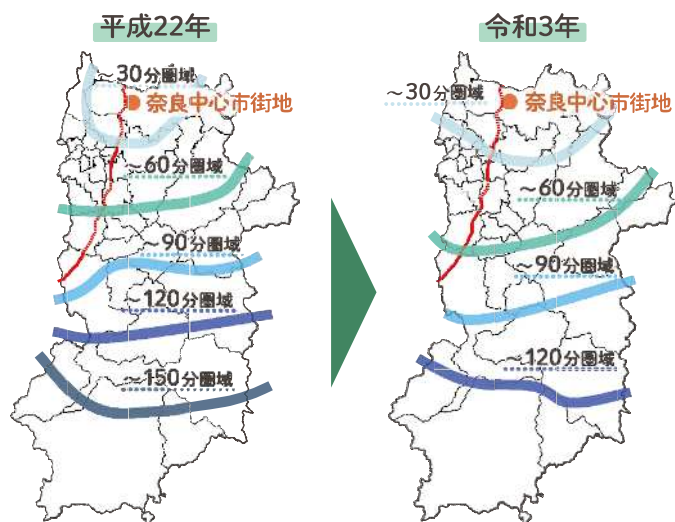 平成22年
~30分圏域
奈良中心市街地
~60分圏域
~90分圏域
~120分圏域
~150分圏域
令和3年
~30分圏域
奈良中心市街地
~60分圏域
~90分圏域
~120分圏域